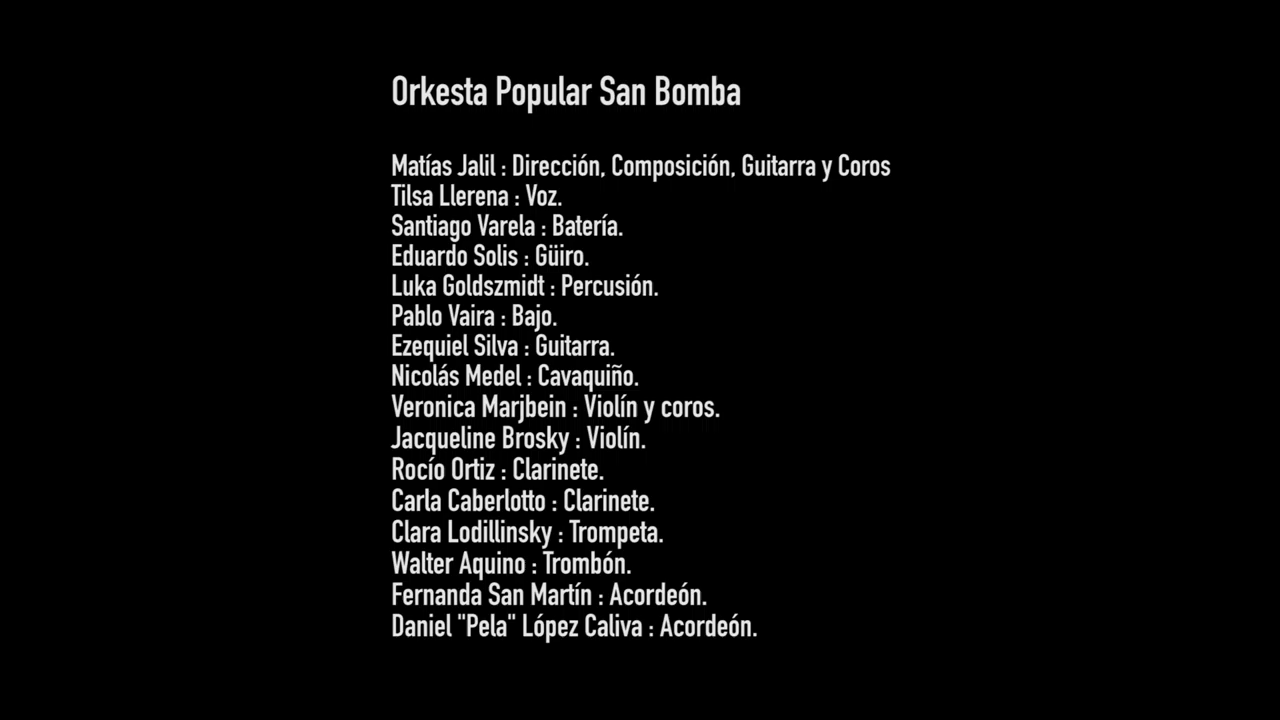 Orkesta Popular San Bomba
Matías Jalil : Dirección, Composición, Guitarra y Coros
Tilsa Llerena : Voz.
Santiago Varela : Batería.
Eduardo Solis : Güiro.
Luka Goldszmidt : Percusión.
Pablo Vaira : Bajo.
Ezequiel Silva : Guitarra.
Nicolás Medel : Cavaquiño.
Veronica Marjbein : Violín y coros.
Jacqueline Brosky : Violín.
Rocío Ortiz : Clarinete.
Carla Caberlotto : Clarinete.
Clara Lodillinsky : Trompeta.
Walter Aquino : Trombón.
Fernanda San Martín : Acordeón.
Daniel "Pela" López Caliva : Acordeón.